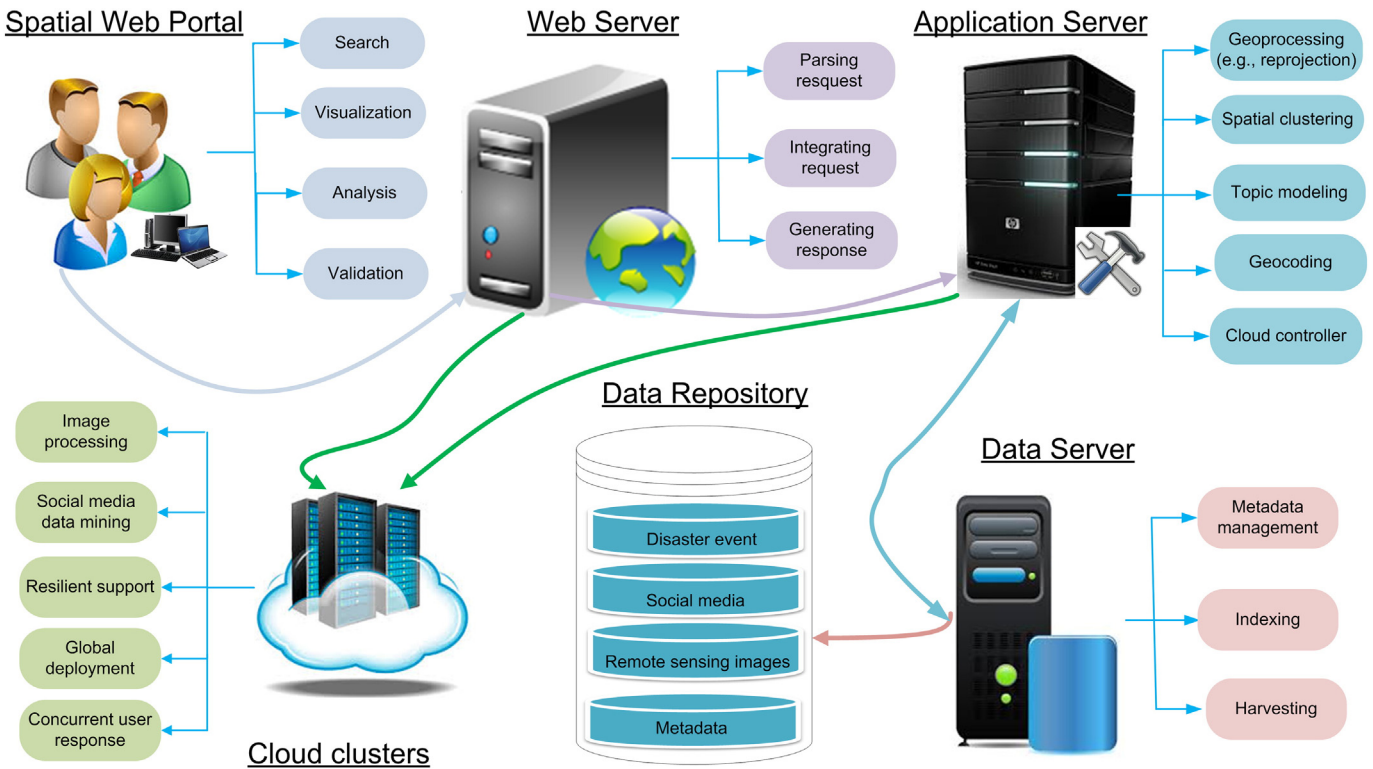 Spatial Web Portal
Search
Visualization
Analysis
Validation
Web Server
Parsing
resquest
Integrating
request
Generating
response
Application Server
Geoprocessing
(e.g., reprojection)
Spatial clustering
Topic modeling
Geocoding
Cloud controller
hp
Image
processing
Social media
data mining
Resilient support
Global
deployment
Concurrent user
response
Cloud clusters
Data Repository
Disaster event
Social media
Remote sensing images
Metadata
Data Server
Metadata
management
Indexing
Harvesting